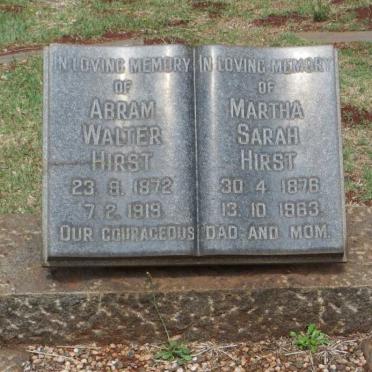 IN LOVING MEMORY
OF
ABRAM
WALTER
HIRST
23 9 1872
7 2 1919
OUR COURAGEOUS
IN LOVING MEMORY
OF
MARTHA
SARAH
HIRST
30 4 1876
13 10 1963
DAD AND MOM.